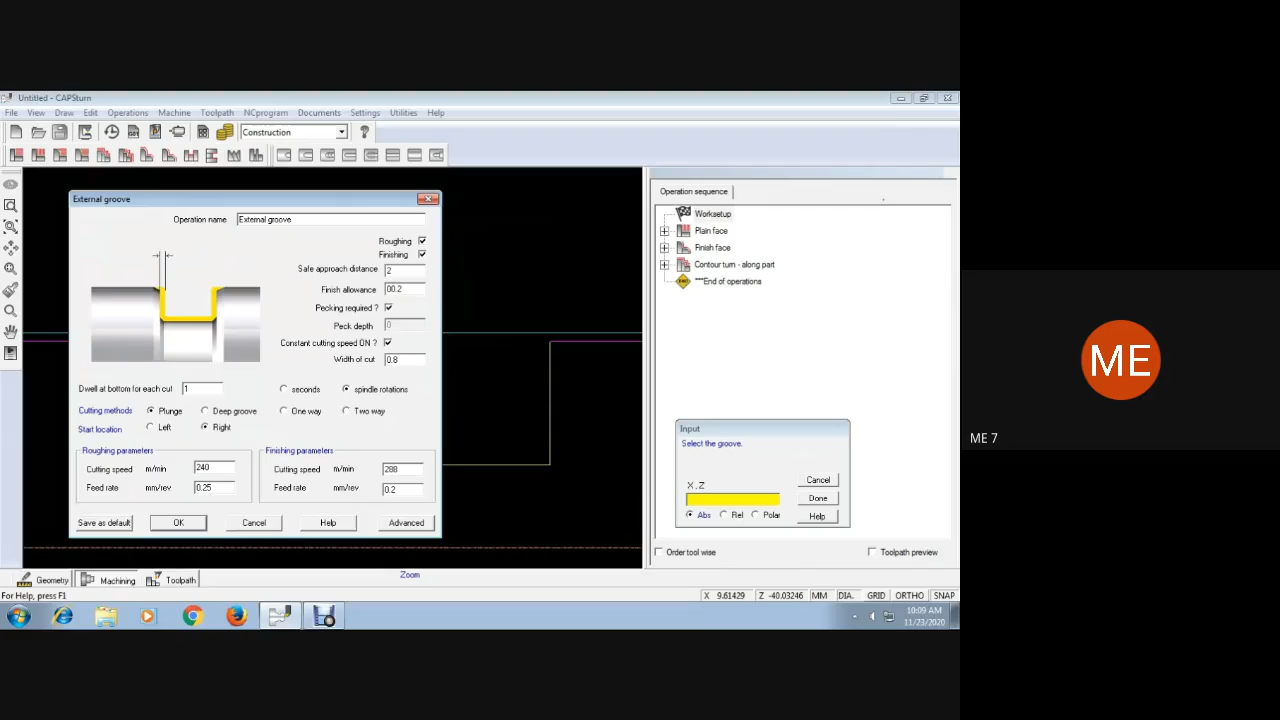 Untitled - CAPSturn
File View Draw Edit Operations Machine Toolpath NCprogram Documents Settings Utilities Help
Construction
External groove
Operation name External groove
Roughing
Finishing
Safe approach distance 2
Finish allowance 00.2
Pecking required ?
Peck depth 0
Constant cutting speed ON ?
Width of cut 0.8
Dwell at bottom for each cut 1 seconds spindle rotations
Cutting methods Plunge Deep groove One way Two way
Start location Left Right
Roughing parameters
Cutting speed m/min 240
Feed rate mm/rev 0.25
Finishing parameters
Cutting speed m/min 288
Feed rate mm/rev 0.2
Save as default OK Cancel Help Advanced
Operation sequence
Worksetup
Plain face
Finish face
Contour turn - along part
***End of operations
Input
Select the groove.
X.Z
Abs Rel Polar
Cancel
Done
Help
Order tool wise Toolpath preview
Geometry Machining Toolpath
Zoom
For Help, press F1
X 9.61429 Z -40.03246 MM DIA. GRID ORTHO SNAP
10:09 AM
11/23/2020
ME
ME 7